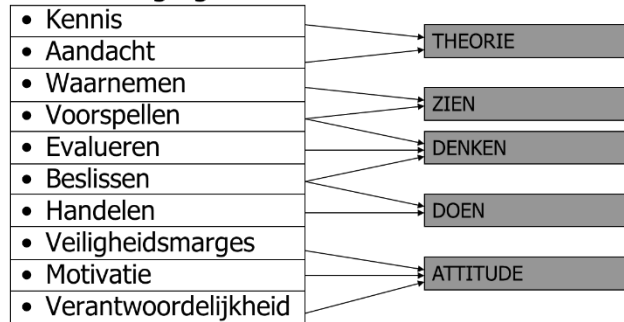 • Kennis
• Aandacht
• Waarnemen
• Voorspellen
• Evalueren
• Beslissen
• Handelen
• Veiligheidsmarges
• Motivatie
• Verantwoordelijkheid
THEORIE
ZIEN
DENKEN
DOEN
ATTITUDE